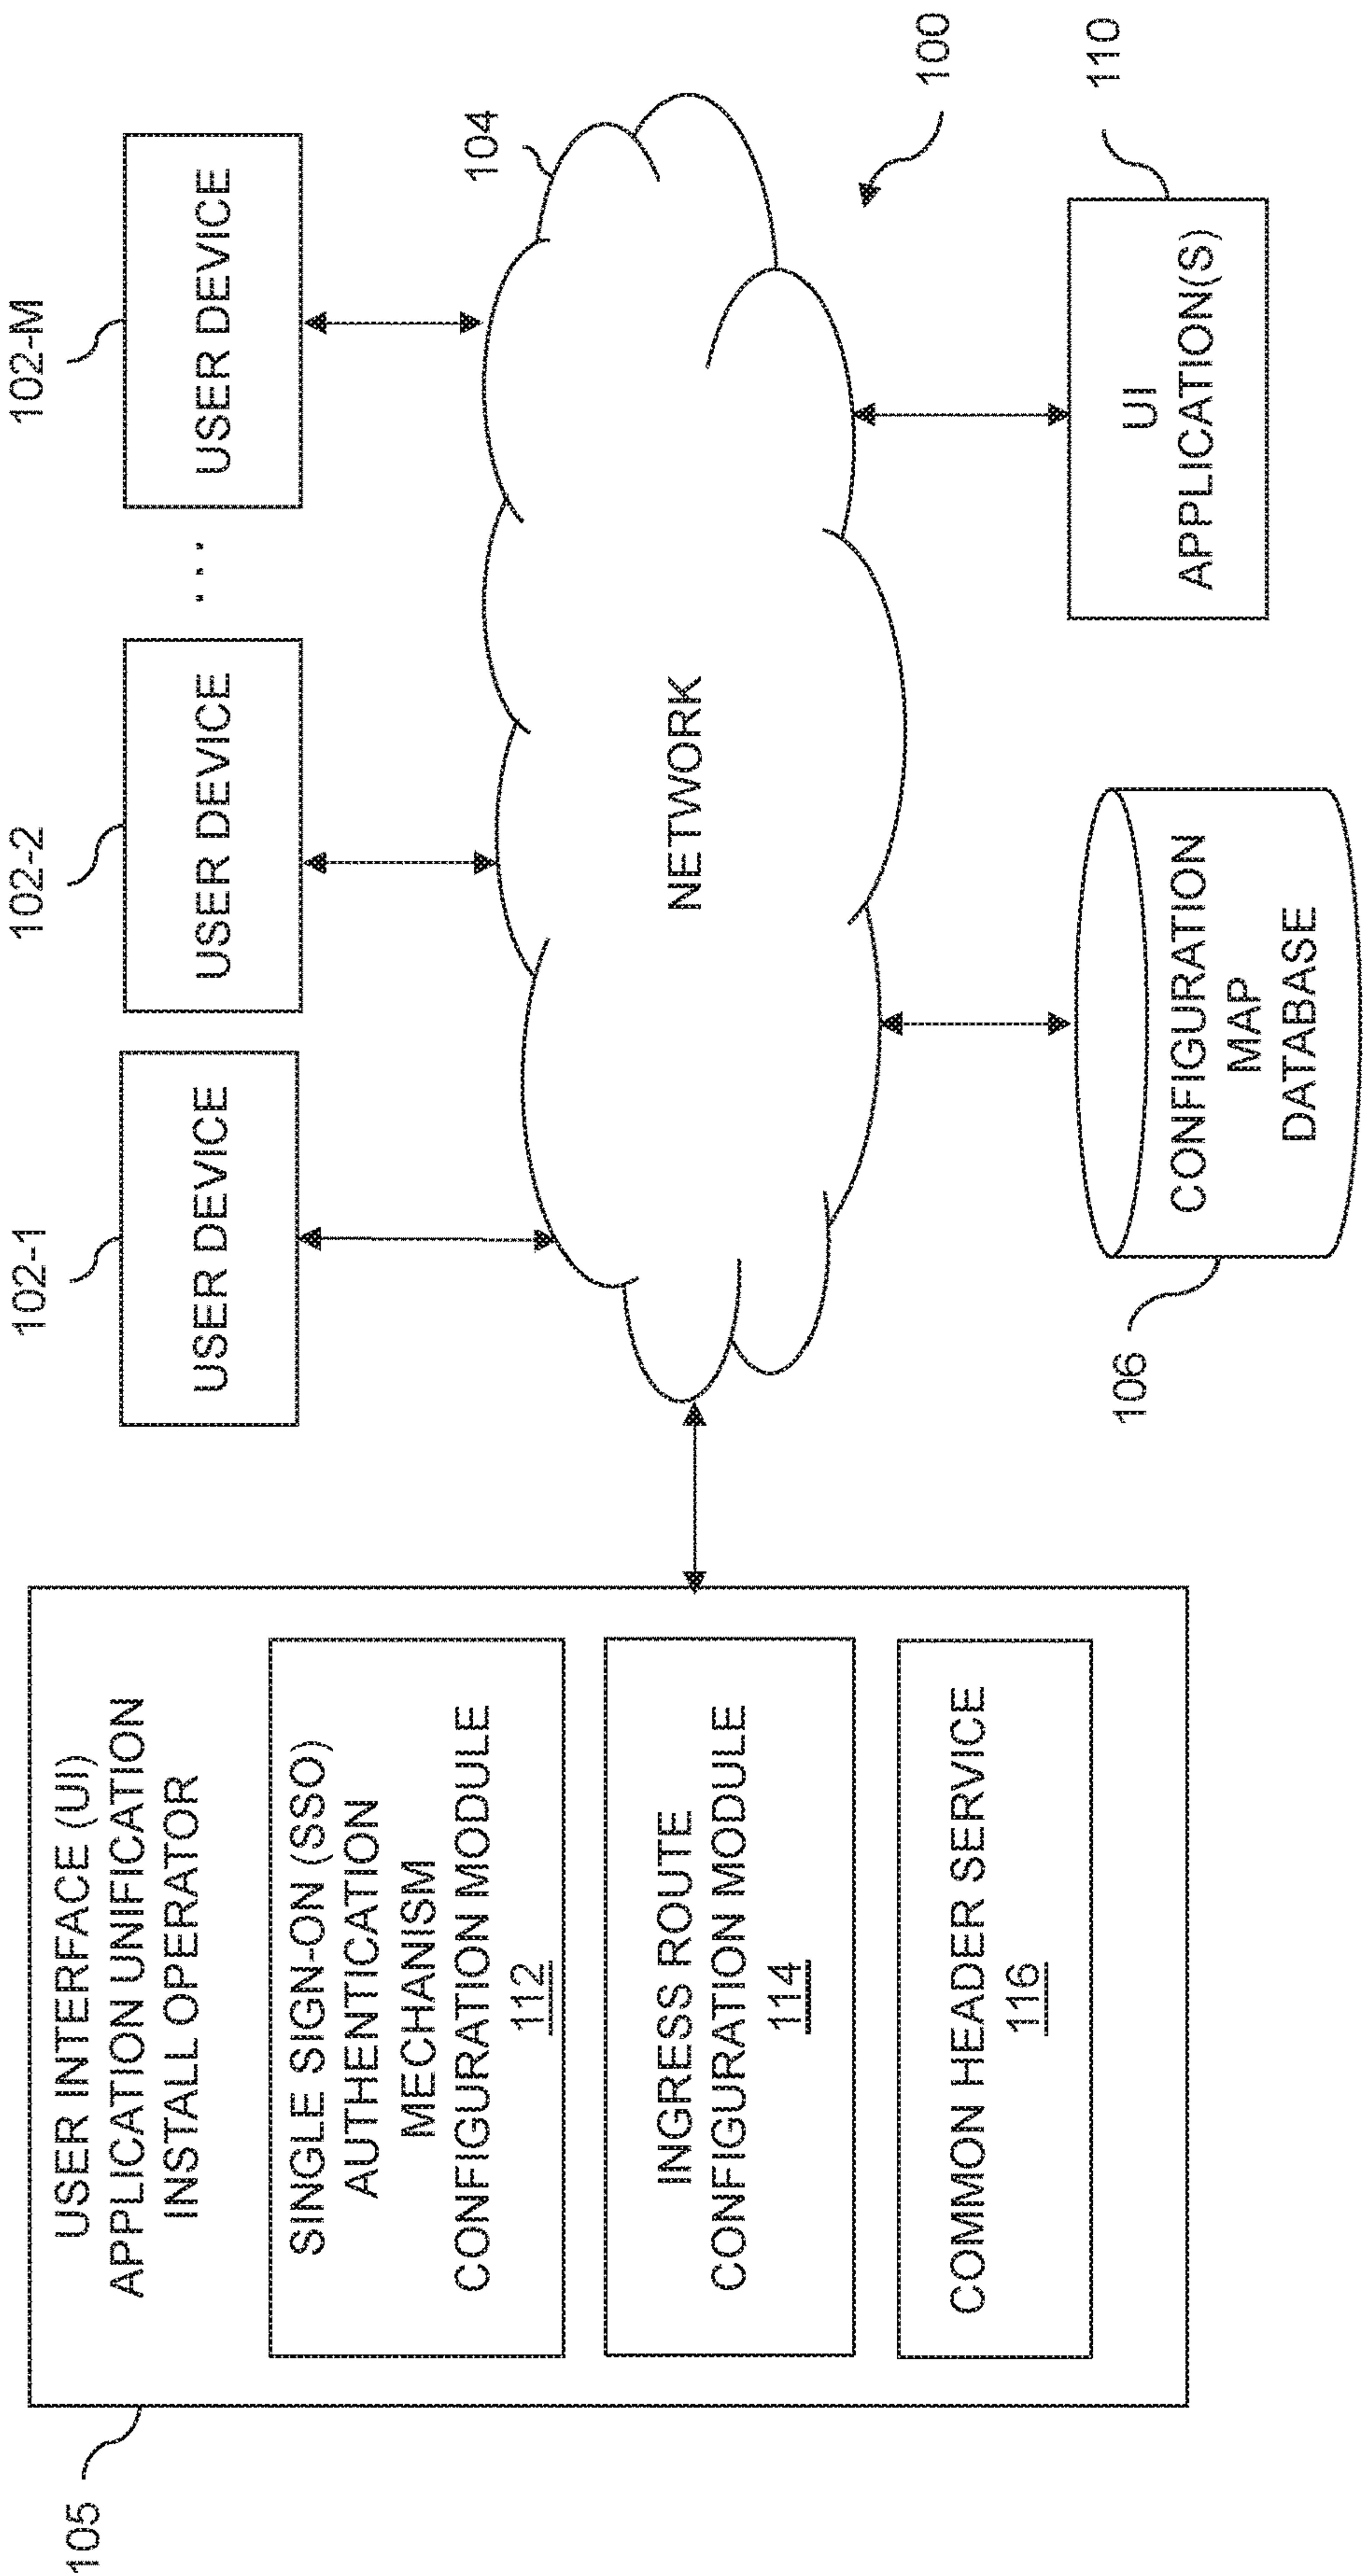 102-1
102-2
102-M
USER DEVICE
USER DEVICE
...
USER DEVICE
105
USER INTERFACE (UI)
APPLICATION UNIFICATION
INSTALL OPERATOR
SINGLE SIGN-ON (SSO)
AUTHENTICATION
MECHANISM
CONFIGURATION MODULE
112
INGRESS ROUTE
CONFIGURATION MODULE
114
COMMON HEADER SERVICE
116
104
NETWORK
100
106
CONFIGURATION
MAP
DATABASE
110
UI
APPLICATION(S)